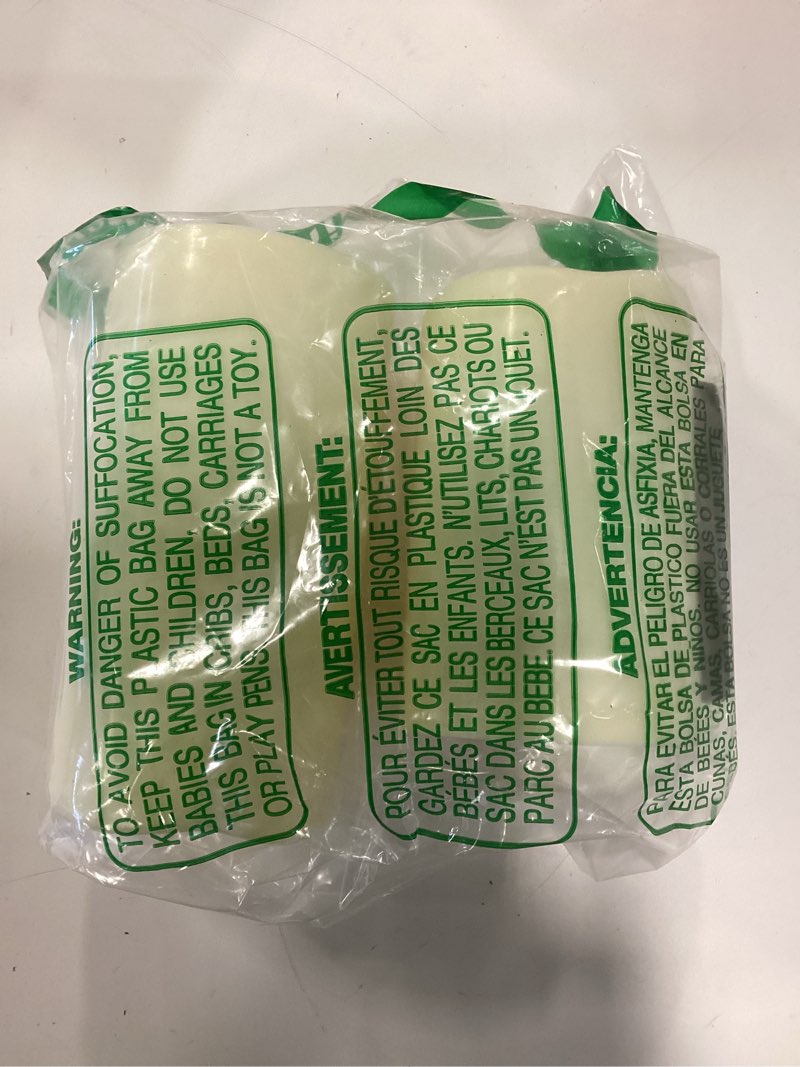 WARNING:
TO AVOID DANGER OF SUFFOCATION,
KEEP THIS PLASTIC BAG AWAY FROM
BABIES AND CHILDREN, DO NOT USE
THIS BAG IN CRIBS, BEDS, CARRIAGES
OR PLAY PENS. THIS BAG IS NOT A TOY.
AVERTISSEMENT:
POUR ÉVITER TOUT RISQUE D'ÉTOUFFEMENT,
GARDEZ CE SAC EN PLASTIQUE LOIN DES
BÉBÉS ET LES ENFANTS. N'UTILISEZ PAS CE
SAC DANS LES BERCEAUX, LITS, CHARIOTS OU
PARC AU BEBE. CE SAC N'EST PAS UN JOUET.
ADVERTENCIA:
PARA EVITAR EL PELIGRO DE ASFIXIA, MANTENGA
ESTA BOLSA DE PLASTICO FUERA DEL ALCANCE
DE BEÉES Y NIÑOS. NO USAR ESTA BOLSA EN
CUNAS, CAMAS, CARRIOLAS O CORRALES PARA
BÉS. ESTA BOLSA NO ES UN JUGUETE